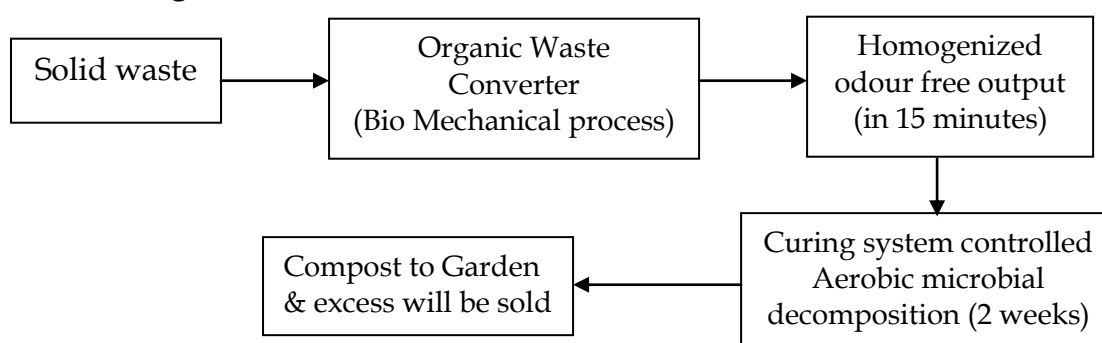 Solid waste
Organic Waste
Converter
(Bio Mechanical process)
Homogenized
odour free output
(in 15 minutes)
Curing system controlled
Aerobic microbial
decomposition (2 weeks)
Compost to Garden
& excess will be sold